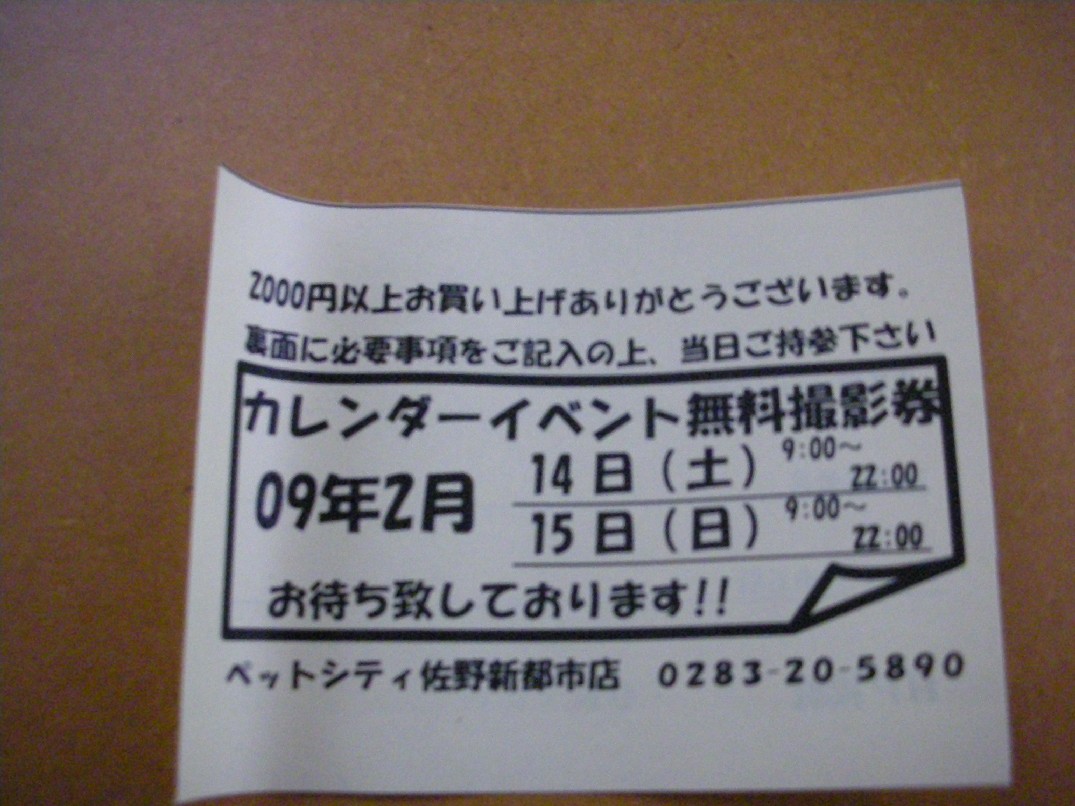 2000円以上お買い上げありがとうございます。
裏面に必要事項をご記入の上、当日ご持参下さい
カレンダーイベント無料撮影券
09年2月
14日(土) 9:00～22:00
15日(日) 9:00～22:00
お待ち致しております!!
ペットシティ佐野新都市店 0283-20-5890